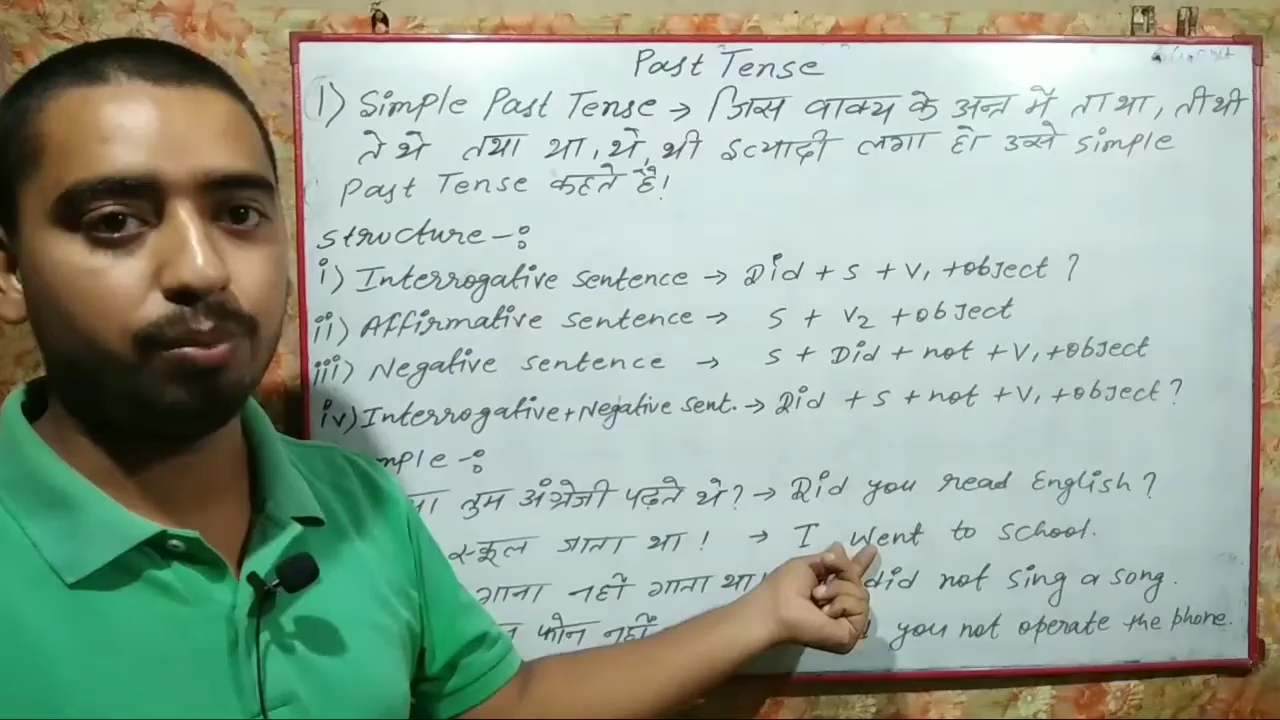 Past Tense
1) Simple Past Tense → जिस वाक्य के अन्त में ता था, ती थी
ते थे तथा था, थे, थी इत्यादी लगा हो उसे simple
Past Tense कहते हैं!
structure -:
i) Interrogative sentence → Did + s + V₁ + object ?
ii) Affirmative sentence → s + V₂ + object
iii) Negative sentence → s + Did + not + V₁ + object
iv) Interrogative + Negative sent. → Did + s + not + V₁ + object ?
mple -:
तुम अंग्रेजी पढ़ते थे? → Did you read English?
स्कूल जाता था! → I went to school.
गाना नहीं गाता था! did not sing a song.
फोन नहीं you not operate the phone.